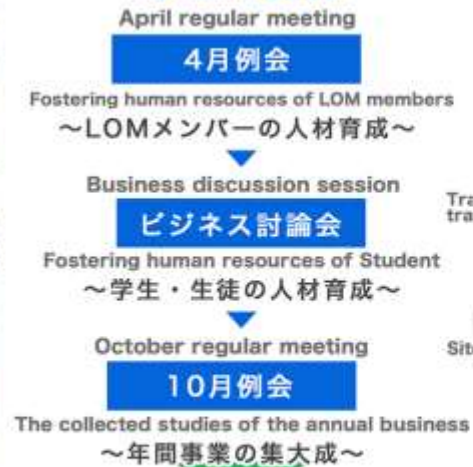 April regular meeting
4月例会
Fostering human resources of LOM members
～LOMメンバーの人材育成～
Business discussion session
ビジネス討論会
Fostering human resources of Student
～学生・生徒の人材育成～
October regular meeting
10月例会
The collected studies of the annual business
～年間事業の集大成～